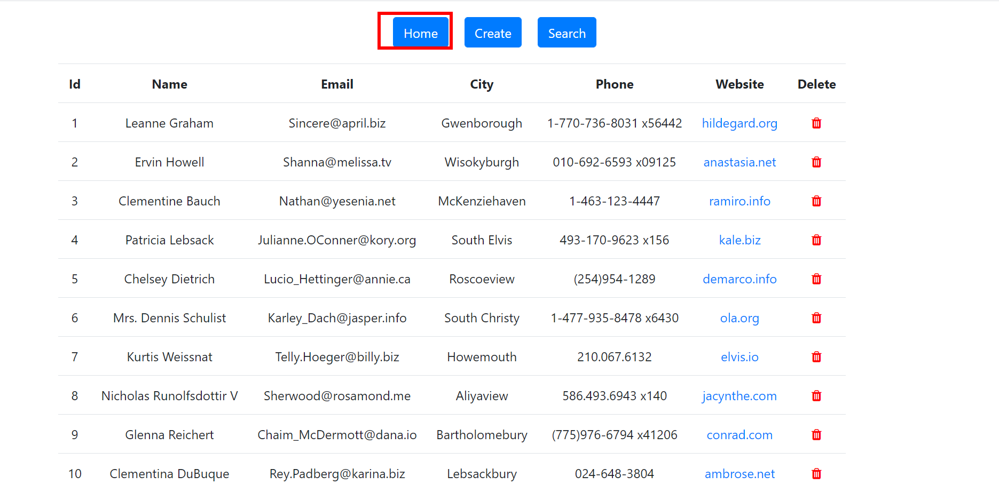 Home Create Search
Id Name Email City Phone Website Delete
1 Leanne Graham Sincere@april.biz Gwenborough 1-770-736-8031 x56442 hildegard.org
2 Ervin Howell Shanna@melissa.tv Wisokyburgh 010-692-6593 x09125 anastasia.net
3 Clementine Bauch Nathan@yesenia.net McKenziehaven 1-463-123-4447 ramiro.info
4 Patricia Lebsack Julianne.OConner@kory.org South Elvis 493-170-9623 x156 kale.biz
5 Chelsey Dietrich Lucio_Hettinger@annie.ca Roscoeview (254)954-1289 demarco.info
6 Mrs. Dennis Schulist Karley_Dach@jasper.info South Christy 1-477-935-8478 x6430 ola.org
7 Kurtis Weissnat Telly.Hoeger@billy.biz Howemouth 210.067.6132 elvis.io
8 Nicholas Runolfsdottir V Sherwood@rosamond.me Aliyaview 586.493.6943 x140 jacynthe.com
9 Glenna Reichert Chaim_McDermott@dana.io Bartholomebury (775)976-6794 x41206 conrad.com
10 Clementina DuBuque Rey.Padberg@karina.biz Lebsackbury 024-648-3804 ambrose.net